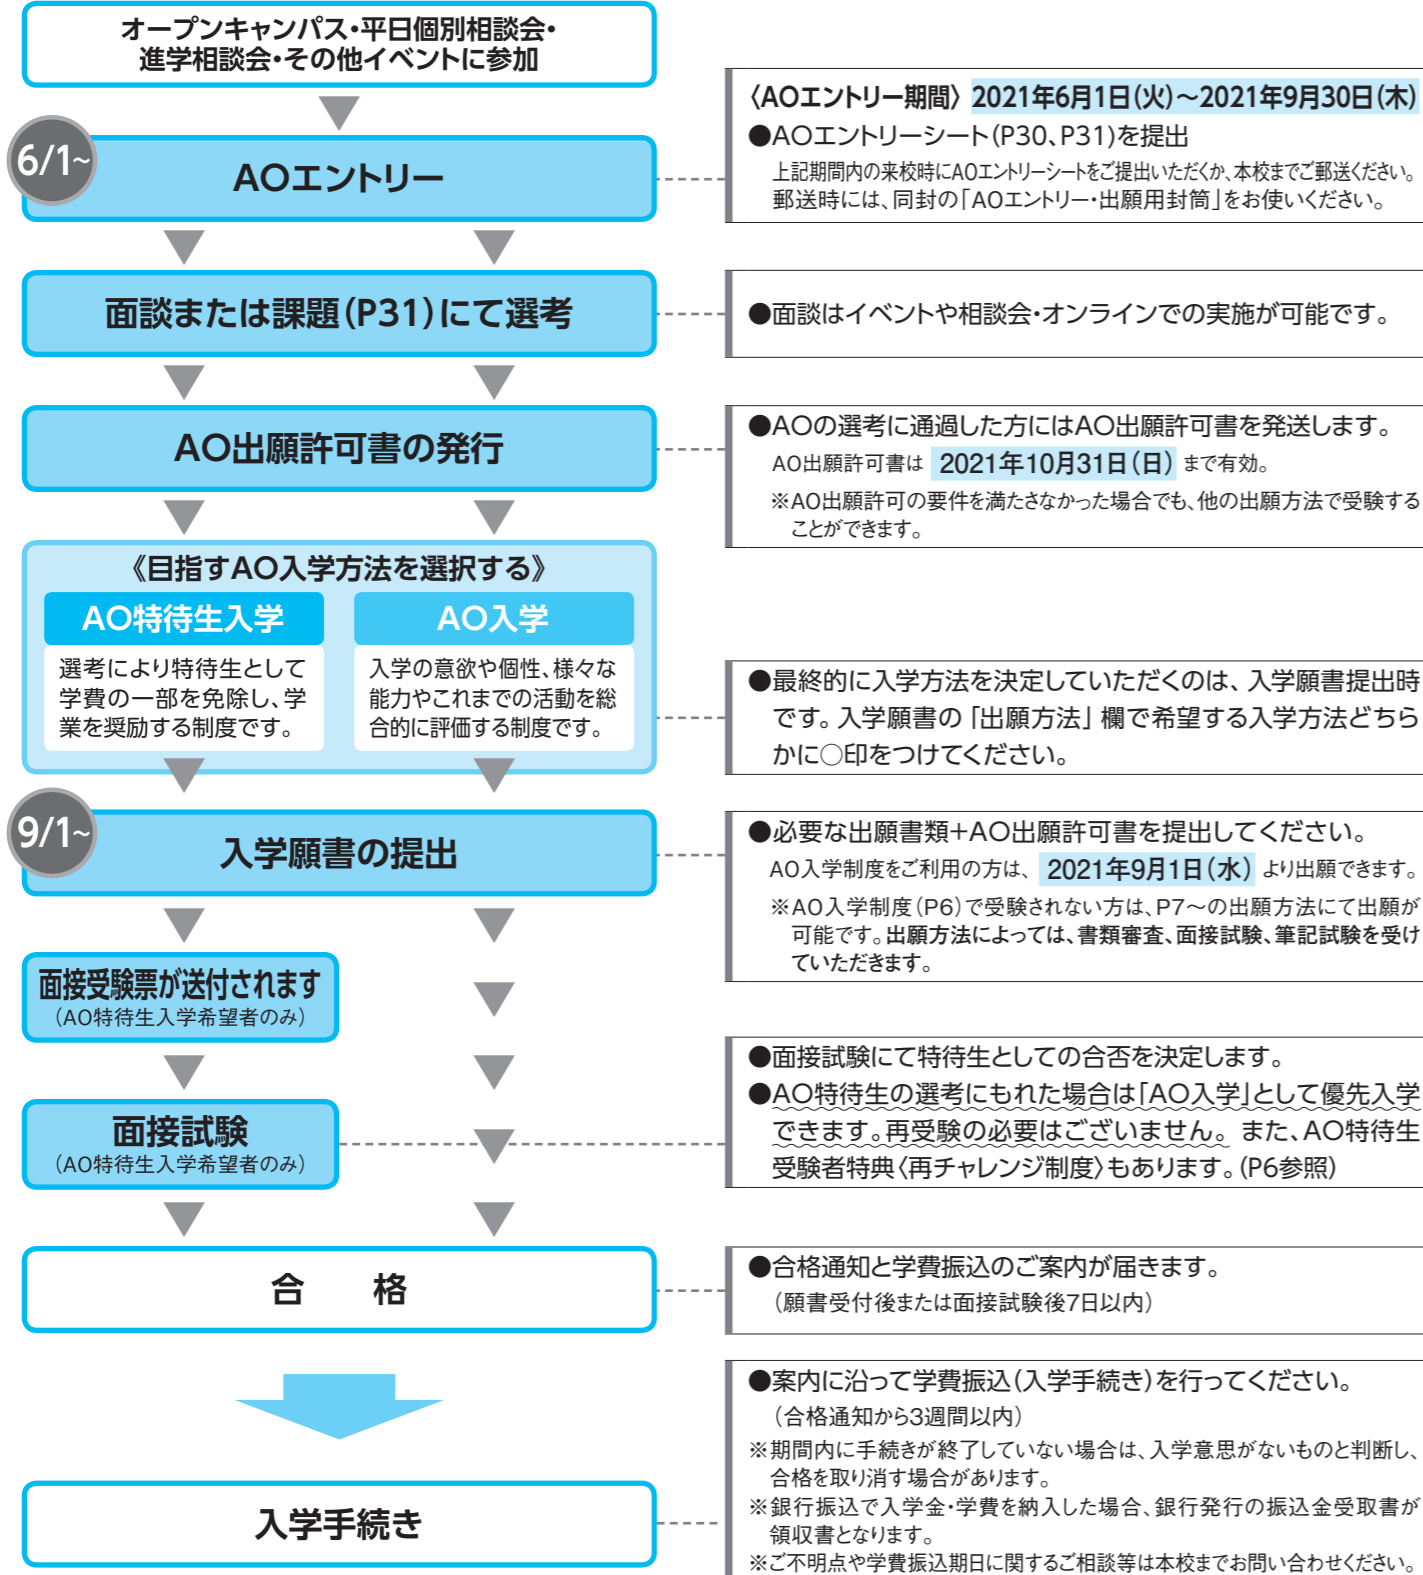 オープンキャンパス・平日個別相談会・
進学相談会・その他イベントに参加
6/1~
AOエントリー
〈AOエントリー期間〉 2021年6月1日(火)～2021年9月30日(木)
●AOエントリーシート(P30、P31)を提出
上記期間内の来校時にAOエントリーシートをご提出いただくか、本校までご郵送ください。
郵送時には、同封の「AOエントリー・出願用封筒」をお使いください。
面談または課題(P31)にて選考
●面談はイベントや相談会・オンラインでの実施が可能です。
AO出願許可書の発行
●AOの選考に通過した方にはAO出願許可書を発送します。
AO出願許可書は 2021年10月31日(日) まで有効。
※AO出願許可の要件を満たさなかった場合でも、他の出願方法で受験する
ことができます。
《目指すAO入学方法を選択する》
AO特待生入学
選考により特待生として
学費の一部を免除し、学
業を奨励する制度です。
AO入学
入学の意欲や個性、様々な
能力やこれまでの活動を総
合的に評価する制度です。
●最終的に入学方法を決定していただくのは、入学願書提出時
です。入学願書の「出願方法」欄で希望する入学方法どちら
かに○印をつけてください。
9/1~
入学願書の提出
●必要な出願書類+AO出願許可書を提出してください。
AO入学制度をご利用の方は、 2021年9月1日(水) より出願できます。
※AO入学制度(P6)で受験されない方は、P7～の出願方法にて出願が
可能です。出願方法によっては、書類審査、面接試験、筆記試験を受け
ていただきます。
面接受験票が送付されます
(AO特待生入学希望者のみ)
面接試験
(AO特待生入学希望者のみ)
●面接試験にて特待生としての合否を決定します。
●AO特待生の選考にもれた場合は「AO入学」として優先入学
できます。再受験の必要はございません。また、AO特待生
受験者特典〈再チャレンジ制度〉もあります。(P6参照)
合　格
●合格通知と学費振込のご案内が届きます。
(願書受付後または面接試験後7日以内)
入学手続き
●案内に沿って学費振込(入学手続き)を行ってください。
(合格通知から3週間以内)
※期間内に手続きが終了していない場合は、入学意思がないものと判断し、
合格を取り消す場合があります。
※銀行振込で入学金・学費を納入した場合、銀行発行の振込金受取書が
領収書となります。
※ご不明点や学費振込期日に関するご相談等は本校までお問い合わせください。